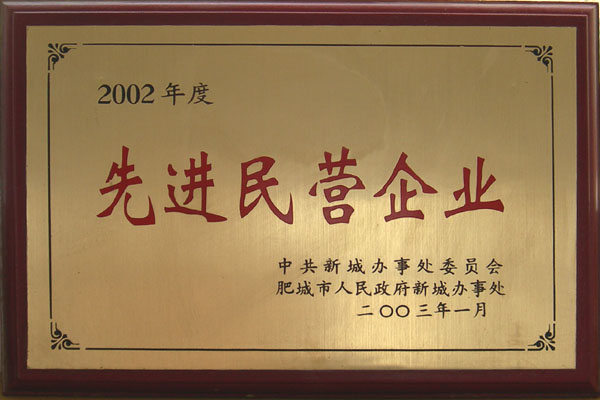 2002年度
先进民营企业
中共新城办事处委员会
肥城市人民政府新城办事处
二〇〇三年一月